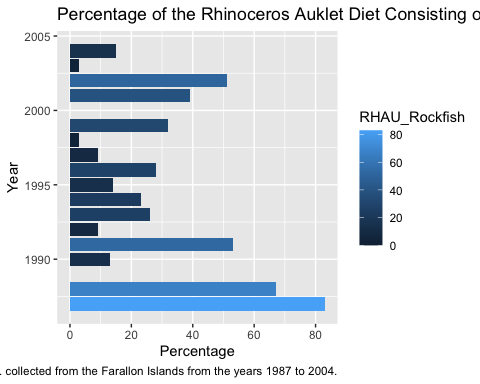 Percentage of the Rhinoceros Auklet Diet Consisting o
2005
2000
1995
1990
Year
0 20 40 60 80
Percentage
RHAU_Rockfish
80
60
40
20
0
. collected from the Farallon Islands from the years 1987 to 2004.